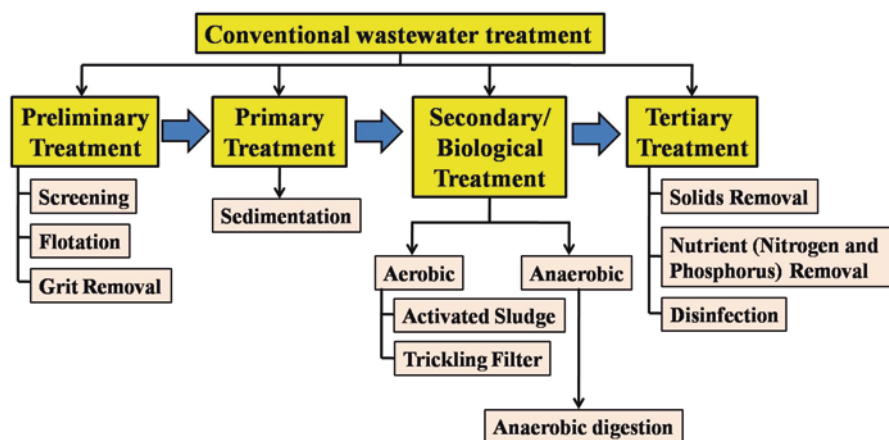 Conventional wastewater treatment
Preliminary
Treatment
Primary
Treatment
Secondary/
Biological
Treatment
Tertiary
Treatment
Screening
Flotation
Grit Removal
Sedimentation
Aerobic
Anaerobic
Activated Sludge
Trickling Filter
Anaerobic digestion
Solids Removal
Nutrient (Nitrogen and
Phosphorus) Removal
Disinfection